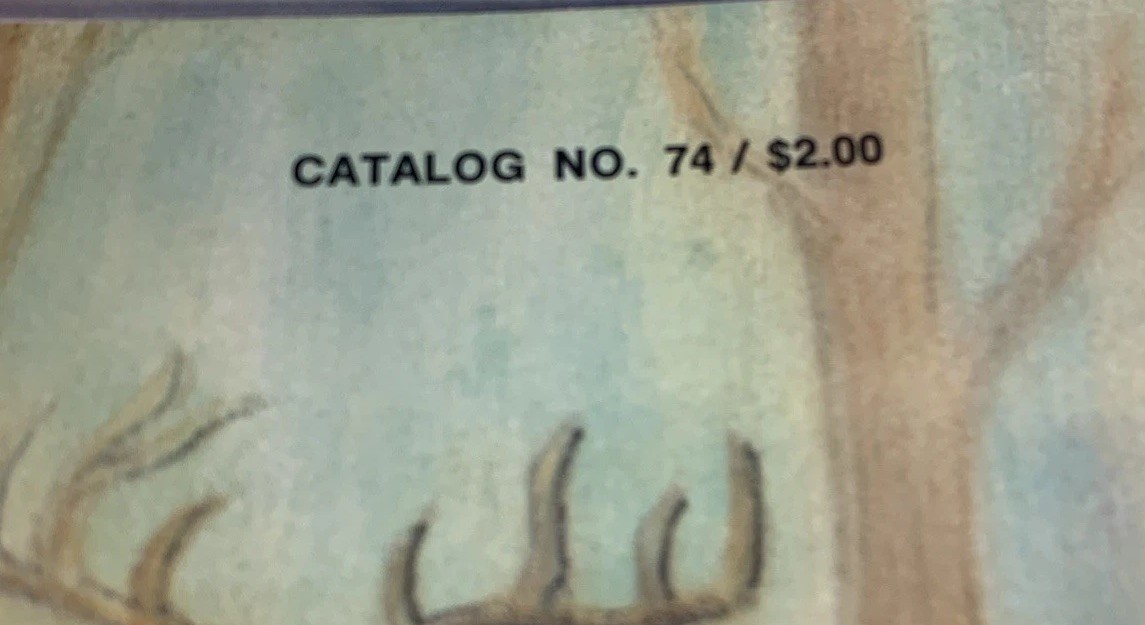 CATALOG NO. 74 / $2.00